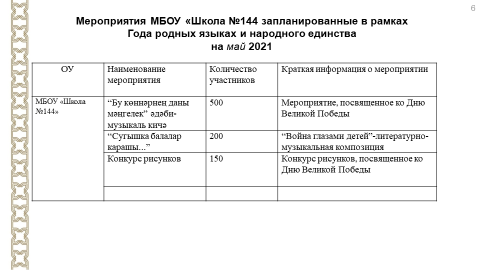 6
Мероприятия МБОУ «Школа №144 запланированные в рамках
Года родных языках и народного единства
на май 2021
ОУ
Наименование
мероприятия
Количество
участников
Краткая информация о мероприятии
МБОУ «Школа
№144»
“Бу көннәрнең даны
мәңгелек” әдәби-
музыкаль кичә
500
Мероприятие, посвященное ко Дню
Великой Победы
“Сугышка балалар
карашы...”
200
“Война глазами детей”-литературно-
музыкальная композиция
Конкурс рисунков
150
Конкурс рисунков, посвященное ко
Дню Великой Победы